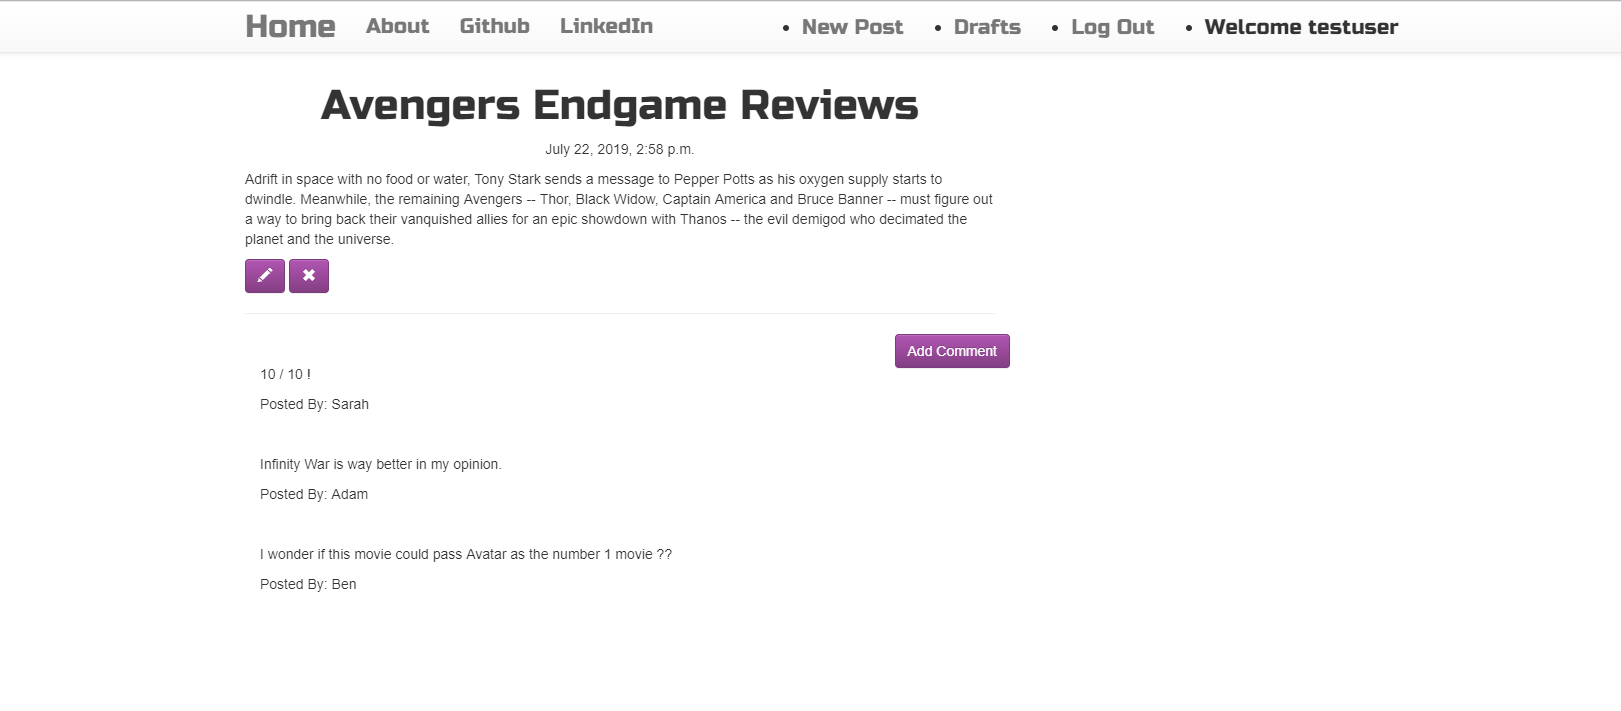 Home About Github LinkedIn • New Post • Drafts • Log Out • Welcome testuser
Avengers Endgame Reviews
July 22, 2019, 2:58 p.m.
Adrift in space with no food or water, Tony Stark sends a message to Pepper Potts as his oxygen supply starts to
dwindle. Meanwhile, the remaining Avengers -- Thor, Black Widow, Captain America and Bruce Banner -- must figure out
a way to bring back their vanquished allies for an epic showdown with Thanos -- the evil demigod who decimated the
planet and the universe.
Add Comment
10 / 10 !
Posted By: Sarah
Infinity War is way better in my opinion.
Posted By: Adam
I wonder if this movie could pass Avatar as the number 1 movie ??
Posted By: Ben